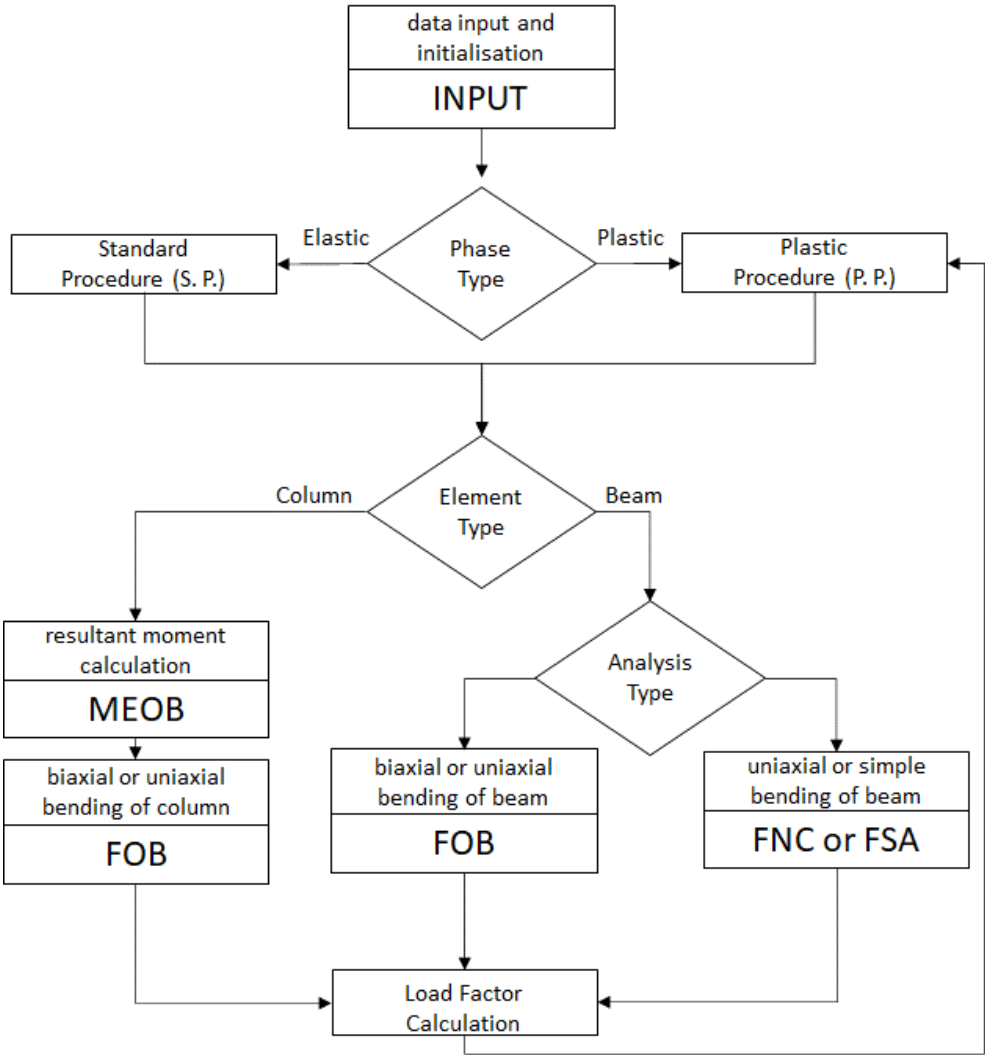 data input and
initialisation
INPUT
Elastic
Phase
Type
Plastic
Standard
Procedure (S. P.)
Plastic
Procedure (P. P.)
Column
Element
Type
Beam
resultant moment
calculation
MEOB
Analysis
Type
biaxial or uniaxial
bending of column
FOB
biaxial or uniaxial
bending of beam
FOB
uniaxial or simple
bending of beam
FNC or FSA
Load Factor
Calculation